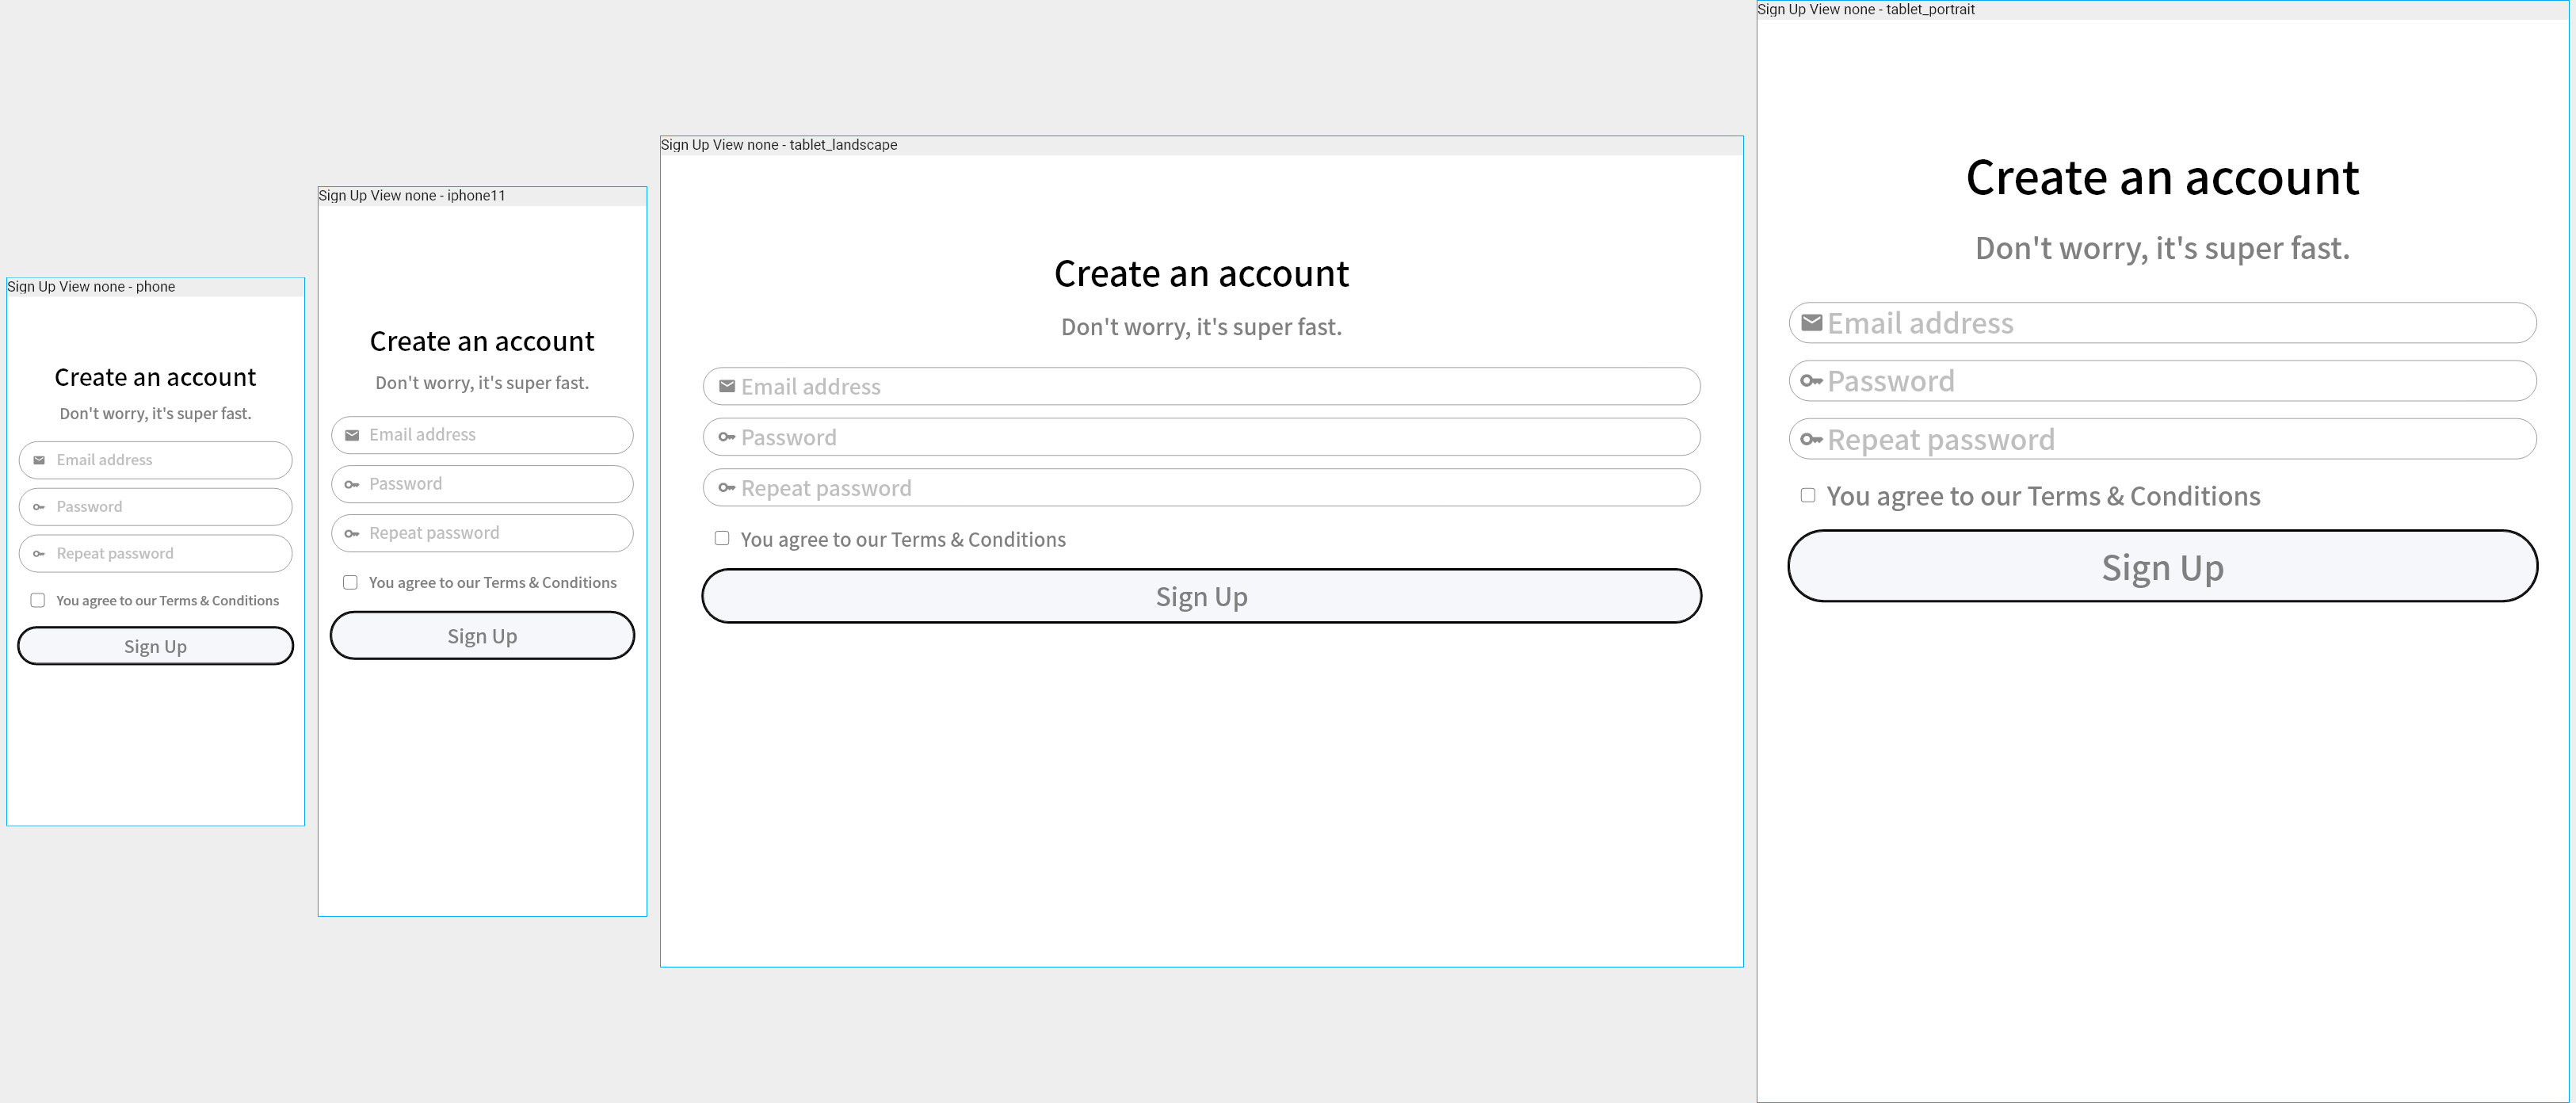 Sign Up View none - phone
Create an account
Don't worry, it's super fast.
Email address
Password
Repeat password
You agree to our Terms & Conditions
Sign Up
Sign Up View none - iphone11
Create an account
Don't worry, it's super fast.
Email address
Password
Repeat password
You agree to our Terms & Conditions
Sign Up
Sign Up View none - tablet_landscape
Create an account
Don't worry, it's super fast.
Email address
Password
Repeat password
You agree to our Terms & Conditions
Sign Up
Sign Up View none - tablet_portrait
Create an account
Don't worry, it's super fast.
Email address
Password
Repeat password
You agree to our Terms & Conditions
Sign Up